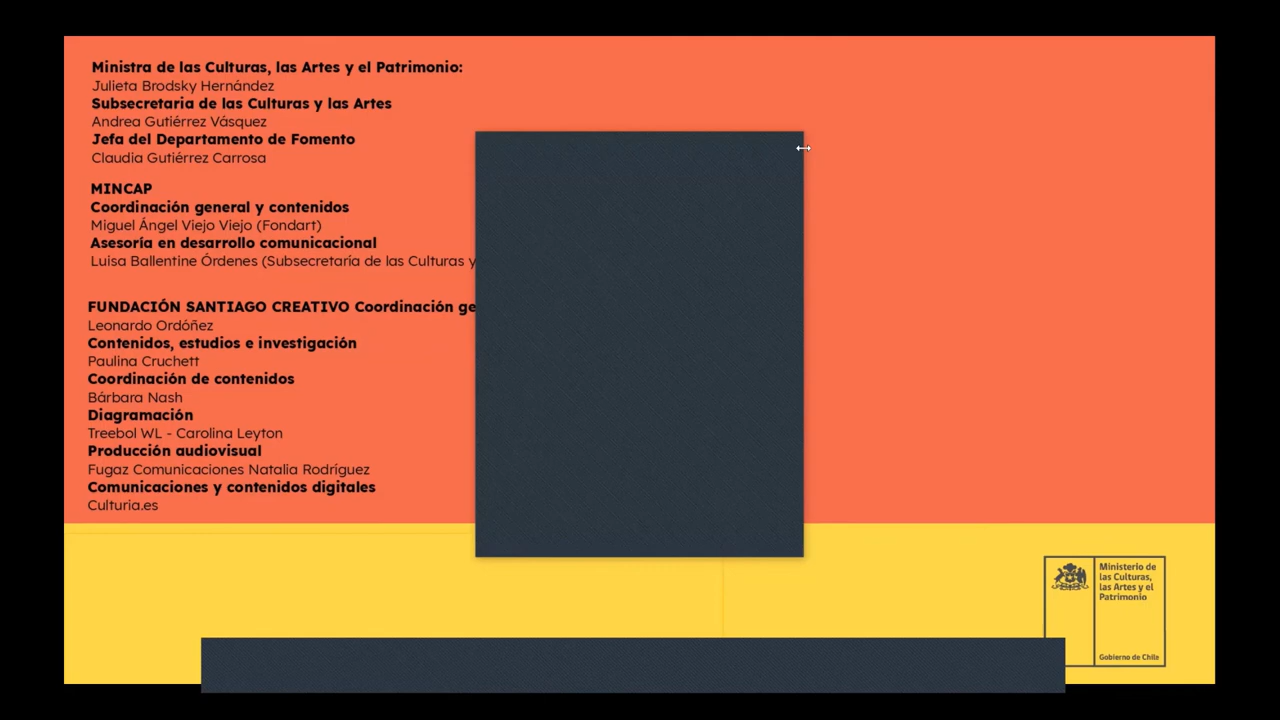 Ministra de las Culturas, las Artes y el Patrimonio:
Julieta Brodsky Hernández
Subsecretaria de las Culturas y las Artes
Andrea Gutiérrez Vásquez
Jefa del Departamento de Fomento
Claudia Gutiérrez Carrosa
MINCAP
Coordinación general y contenidos
Miguel Ángel Viejo Viejo (Fondart)
Asesoría en desarrollo comunicacional
Luisa Ballentine Órdenes (Subsecretaría de las Culturas y
FUNDACIÓN SANTIAGO CREATIVO Coordinación ge
Leonardo Ordóñez
Contenidos, estudios e investigación
Paulina Cruchett
Coordinación de contenidos
Bárbara Nash
Diagramación
Treebol WL - Carolina Leyton
Producción audiovisual
Fugaz Comunicaciones Natalia Rodríguez
Comunicaciones y contenidos digitales
Culturia.es
Ministerio de
las Culturas,
las Artes y el
Patrimonio
Gobierno de Chile